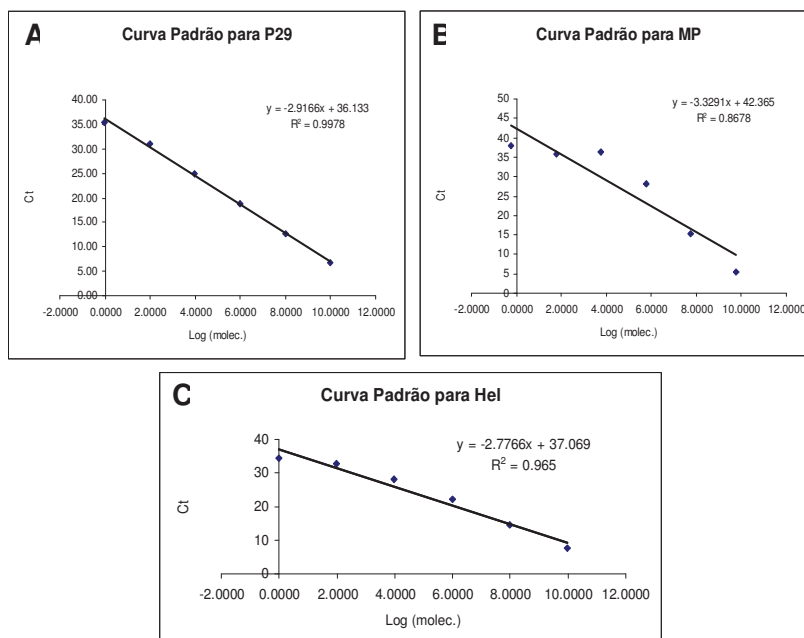 A
Curva Padrão para P29
y = -2.9166x + 36.133
R² = 0.9978
40.00
35.00
30.00
25.00
20.00
15.00
10.00
5.00
0.00
Ct
-2.0000 0.0000 2.0000 4.0000 6.0000 8.0000 10.0000 12.0000
Log (molec.)
B
Curva Padrão para MP
y = -3.3291x + 42.365
R² = 0.8678
50
45
40
35
30
25
20
15
10
5
0
Ct
-2.0000 0.0000 2.0000 4.0000 6.0000 8.0000 10.0000 12.0000
Log (molec.)
C
Curva Padrão para Hel
y = -2.7766x + 37.069
R² = 0.965
40
30
20
10
0
Ct
-2.0000 0.0000 2.0000 4.0000 6.0000 8.0000 10.0000 12.0000
Log (molec.)